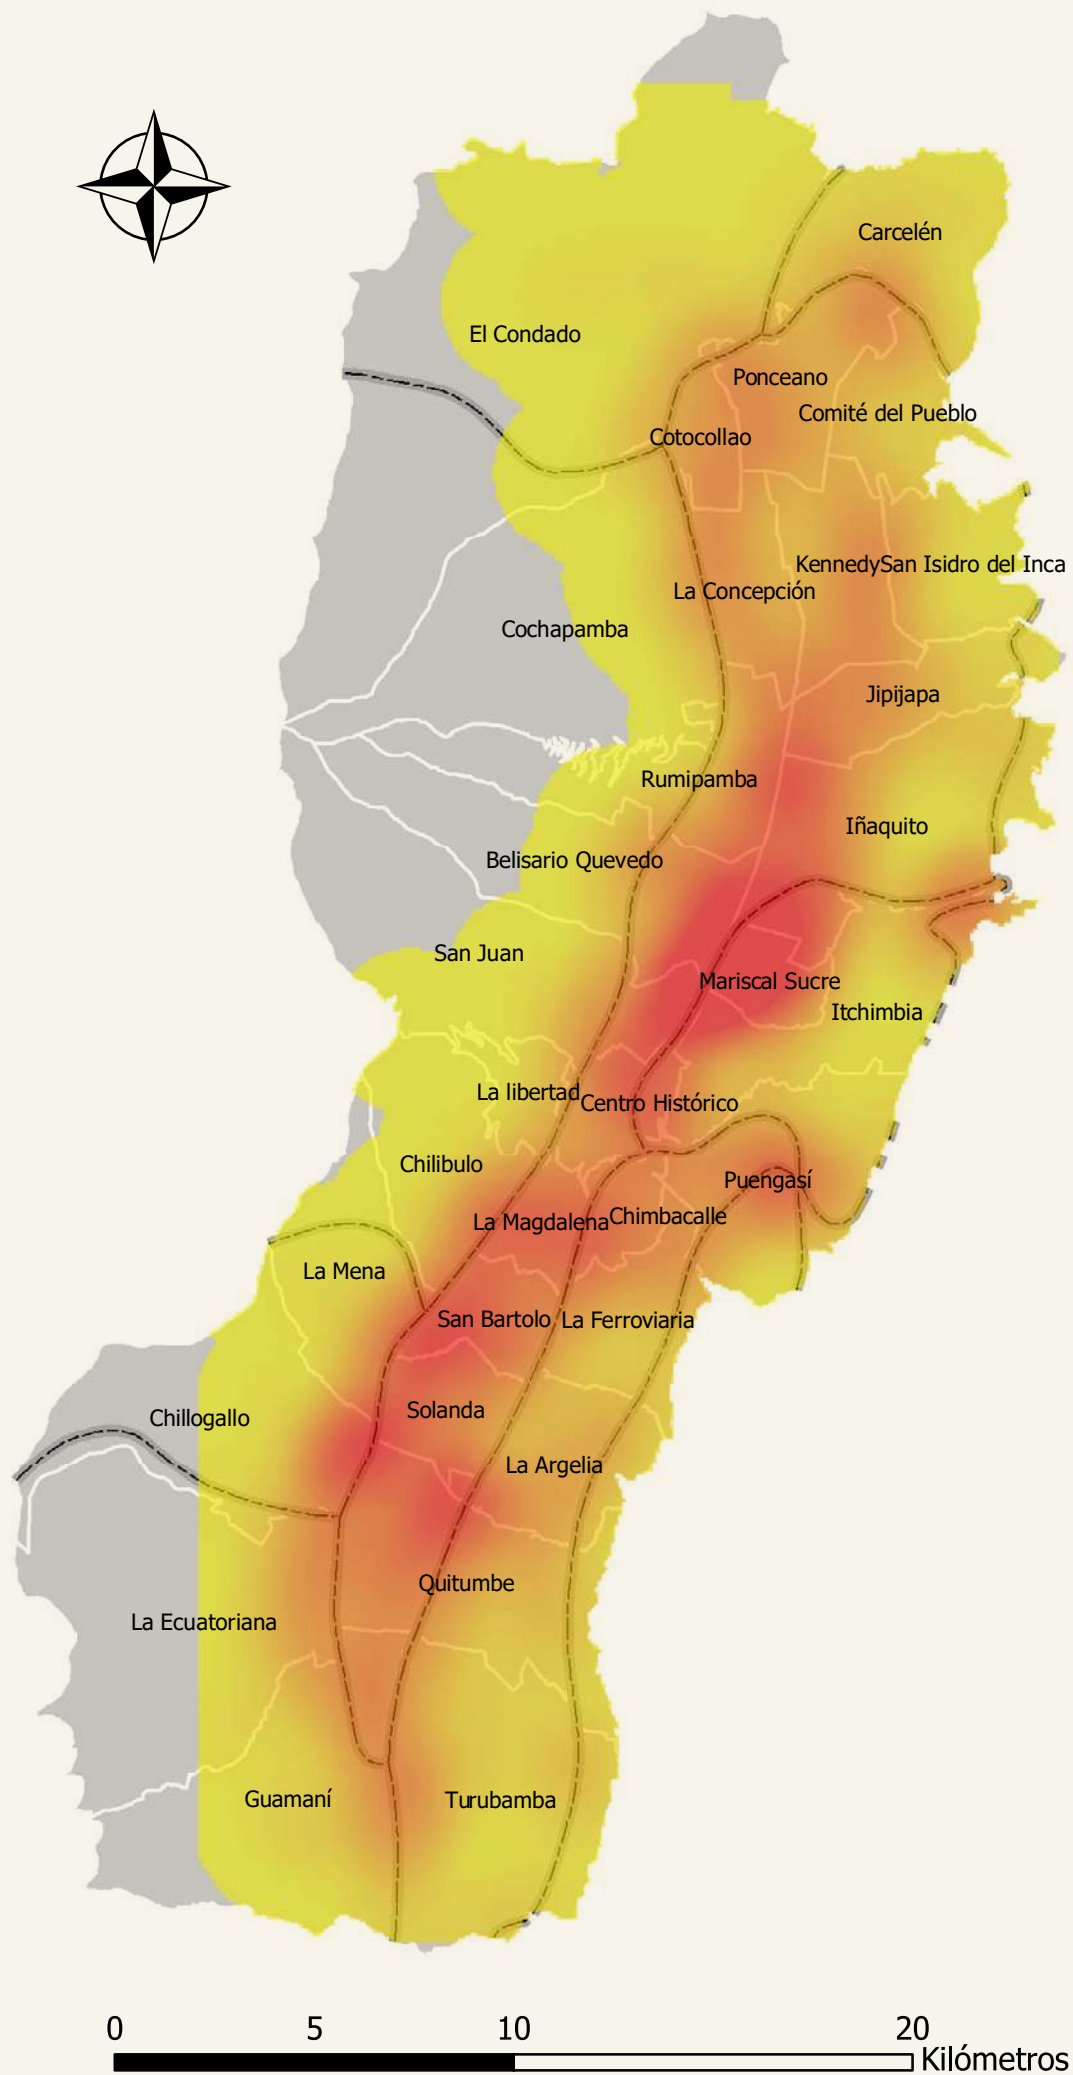 Carcelén
El Condado
Ponceano
Comité del Pueblo
Cotocollao
Kennedy
San Isidro del Inca
La Concepción
Cochapamba
Jipijapa
Rumipamba
Iñaquito
Belisario Quevedo
San Juan
Mariscal Sucre
Itchimbia
La libertad
Centro Histórico
Chilibulo
Puengasí
La Magdalena
Chimbacalle
La Mena
San Bartolo
La Ferroviaria
Solanda
Chillogallo
La Argelia
Quitumbe
La Ecuatoriana
Guamaní
Turubamba
0 5 10 20
Kilómetros